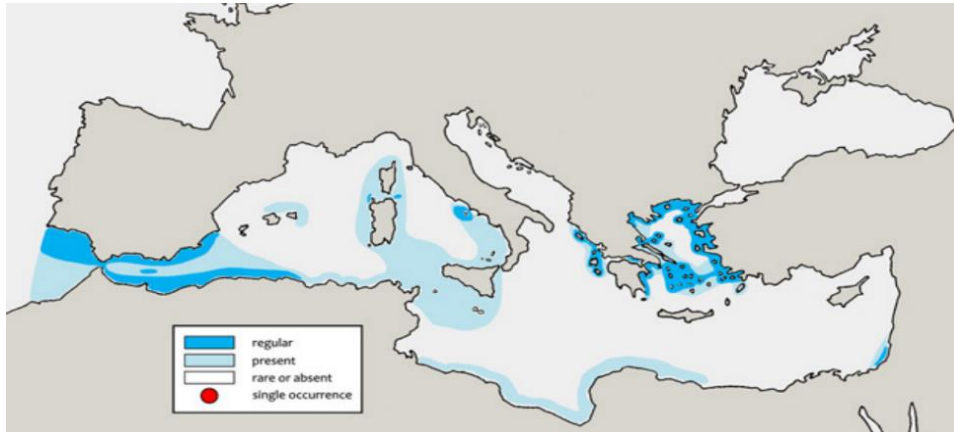 regular
present
rare or absent
single occurrence